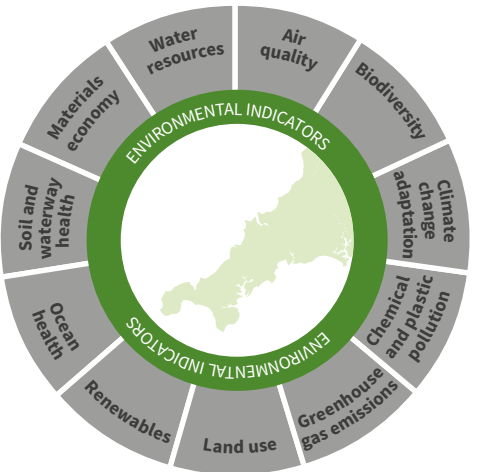 Air
quality
Biodiversity
Climate
change
adaptation
Chemical
and plastic
pollution
Greenhouse
gas emissions
Land use
Renewables
Ocean
health
Soil and
waterway
health
Materials
economy
Water
resources
ENVIRONMENTAL INDICATORS
ENVIRONMENTAL INDICATORS